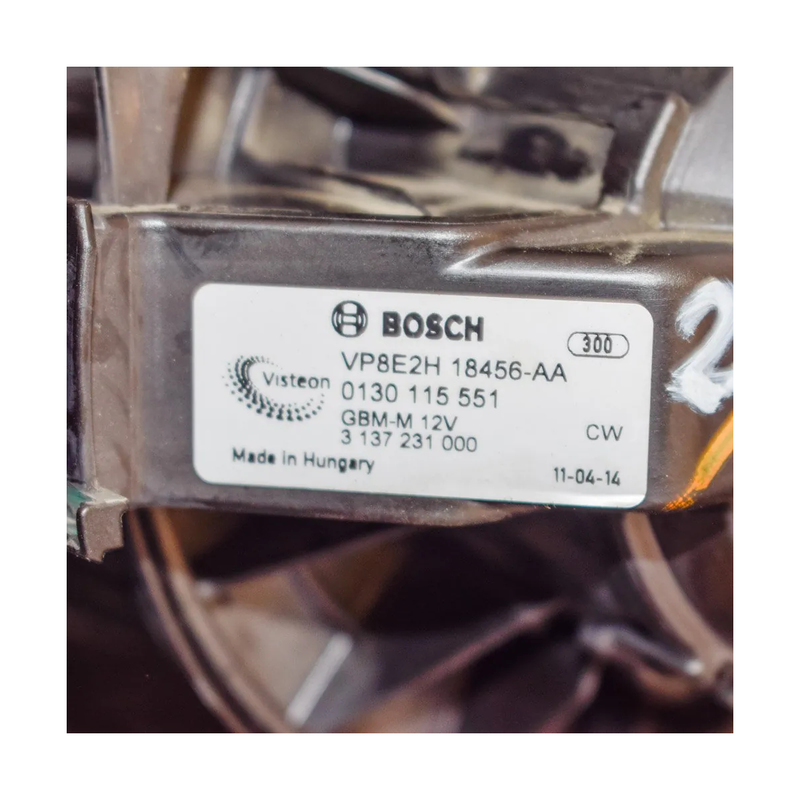 BOSCH
300
VP8E2H 18456-AA
Visteon
0130 115 551
GBM-M 12V
CW
3 137 231 000
Made in Hungary
11-04-14
2